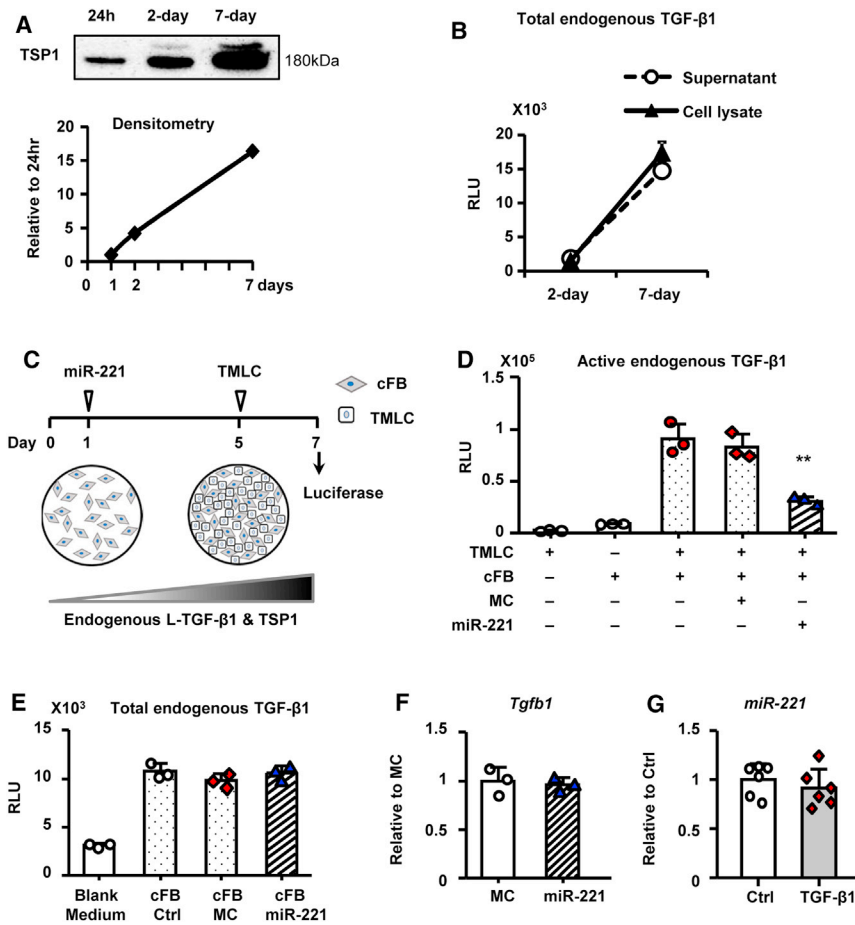 A
24h 2-day 7-day
TSP1
180kDa
Densitometry
Relative to 24hr
20
15
10
5
0
0 1 2 7 days
B
Total endogenous TGF-β1
Supernatant
Cell lysate
X10³
RLU
20
15
10
5
0
2-day 7-day
C
miR-221 TMLC
cFB
TMLC
Day 0 1 5 7
Luciferase
Endogenous L-TGF-β1 & TSP1
D
X10⁵ Active endogenous TGF-β1
RLU
1.5
1
0.5
0
**
TMLC + – + + +
cFB – + + + +
MC – – – + –
miR-221 – – – – +
E
X10³ Total endogenous TGF-β1
RLU
15
10
5
0
Blank Medium
cFB Ctrl
cFB MC
cFB miR-221
F
Tgfb1
Relative to MC
1.5
1
0.5
0
MC miR-221
G
miR-221
Relative to Ctrl
1.5
1
0.5
0
Ctrl TGF-β1